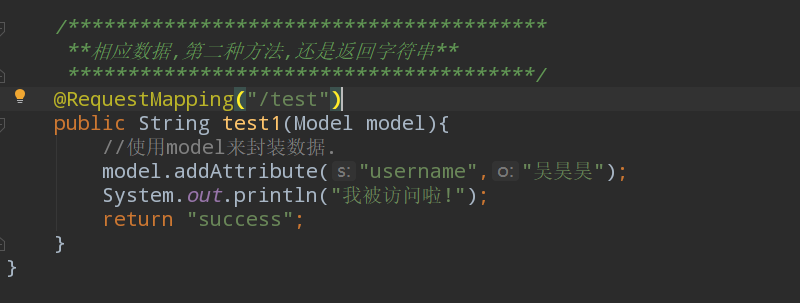 /****************************************
**相应数据,第二种方法,还是返回字符串**
***************************************/
@RequestMapping("/test")
public String test1(Model model){
//使用model来封装数据.
model.addAttribute( s: "username", o: "吴昊昊");
System.out.println("我被访问啦!");
return "success";
}
}